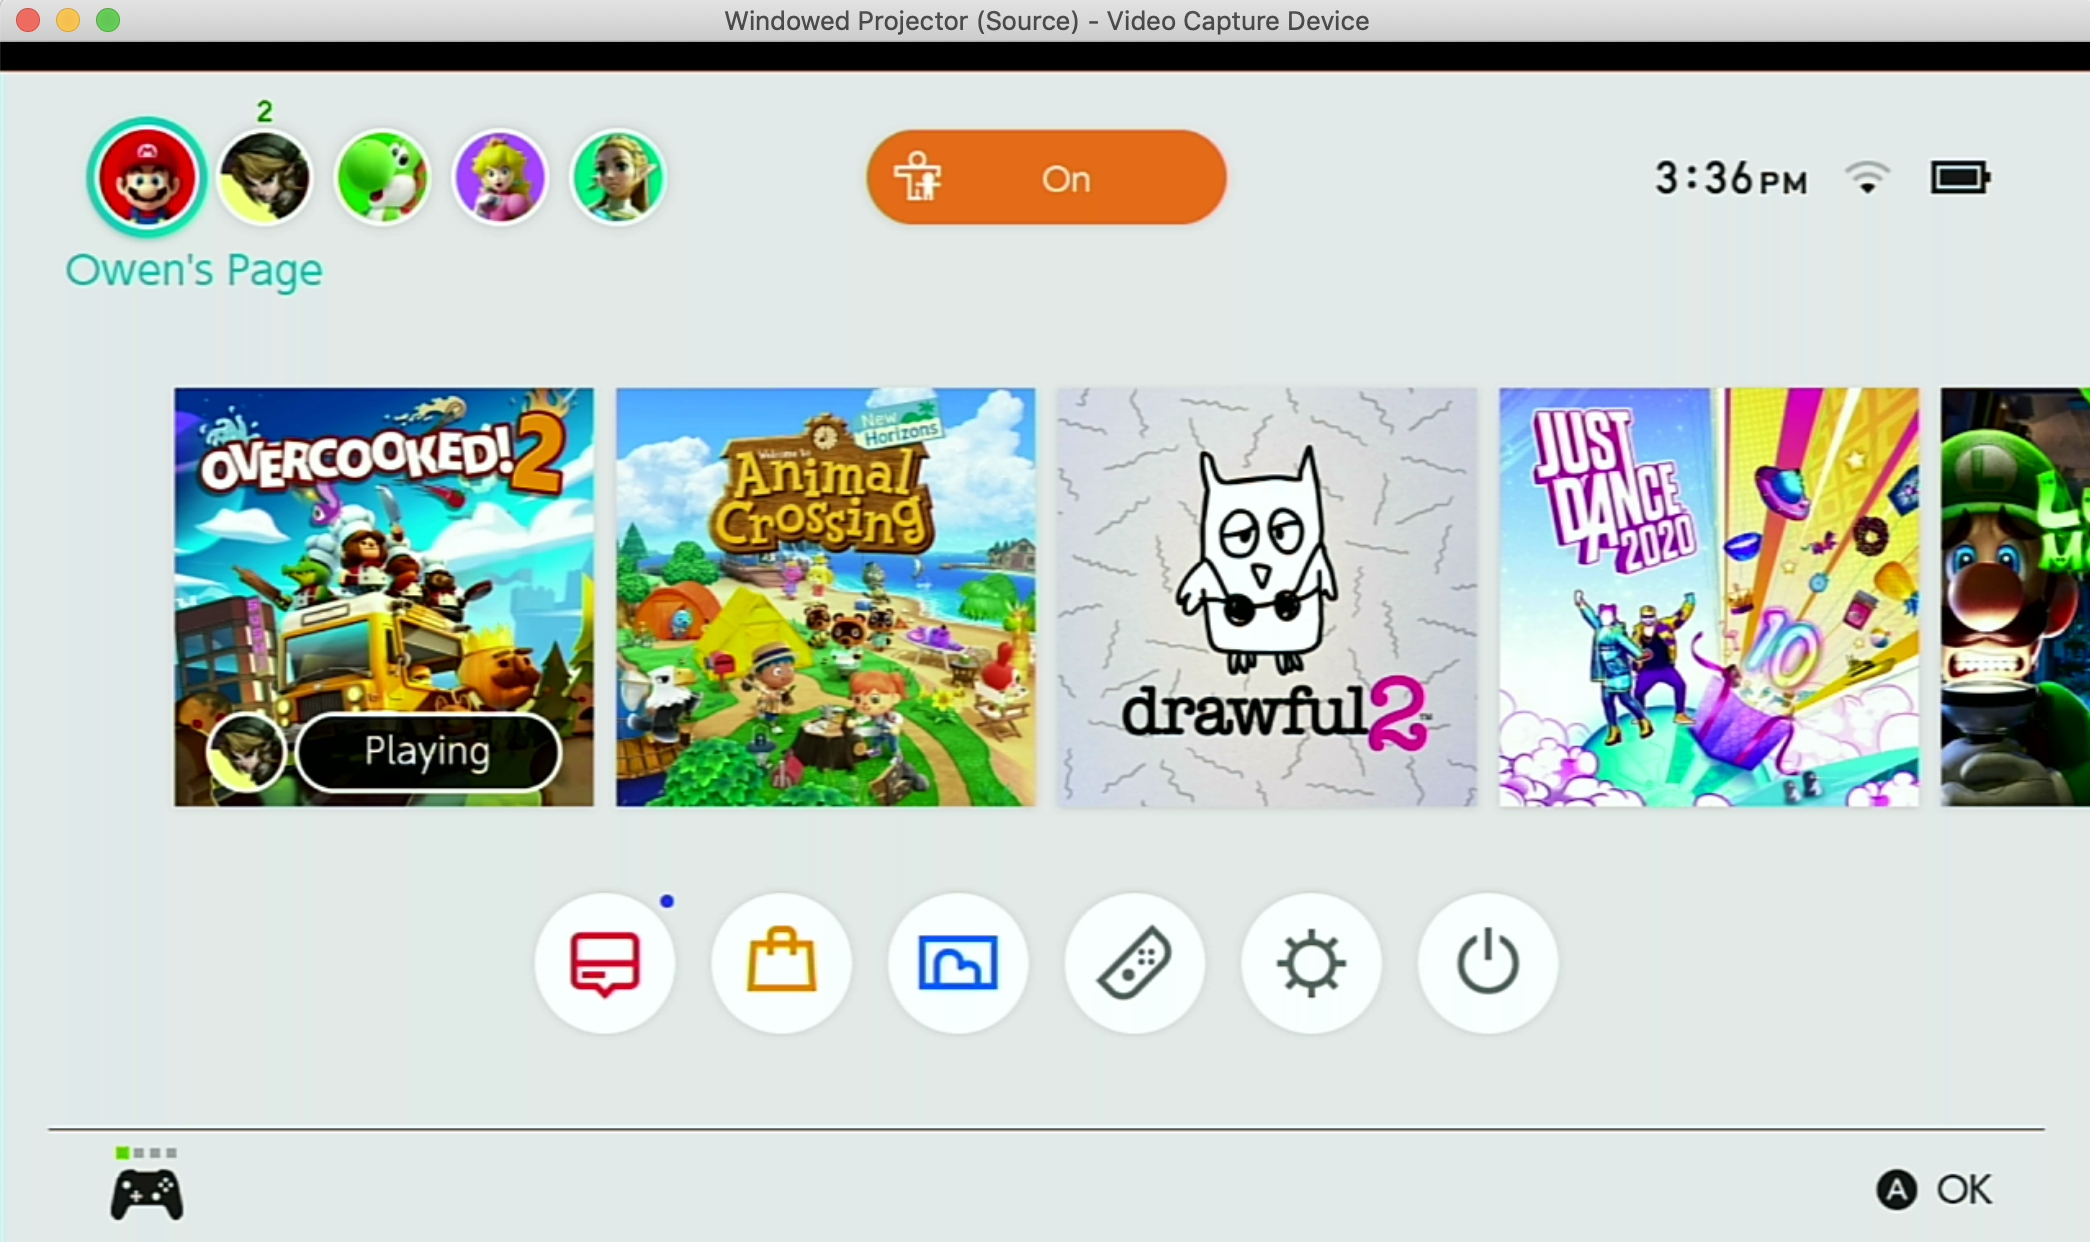 Windowed Projector (Source) - Video Capture Device
2
On
3:36 PM
Owen's Page
OVERCOOKED! 2
Playing
New
Horizons
Welcome to
Animal
Crossing
drawful 2
TM
JUST
DANCE
2020
10
L
A OK